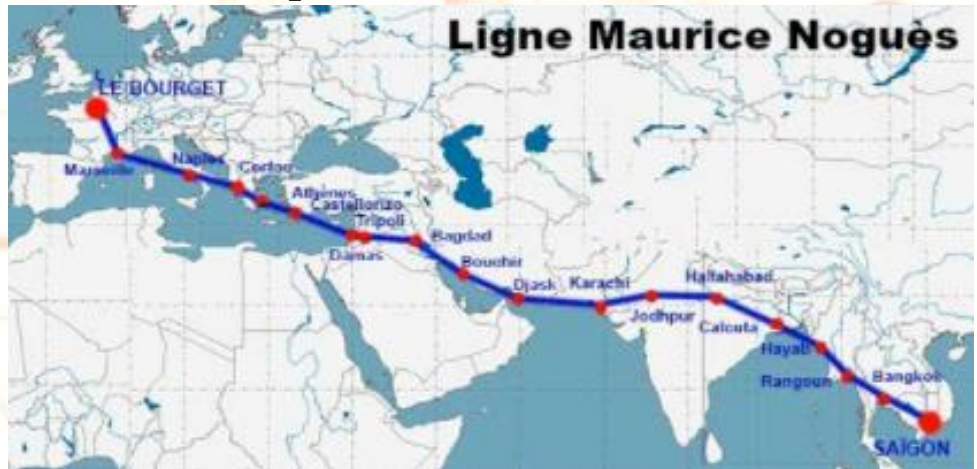 Ligne Maurice Noguès
LE BOURGET
Marseille
Naples
Corfou
Athènes
Castellorizo
Tripoli
Damas
Bagdad
Bouchir
Djask
Karachi
Jodhpur
Hallahabad
Calcuta
Hayab
Rangoun
Bangkok
SAÏGON